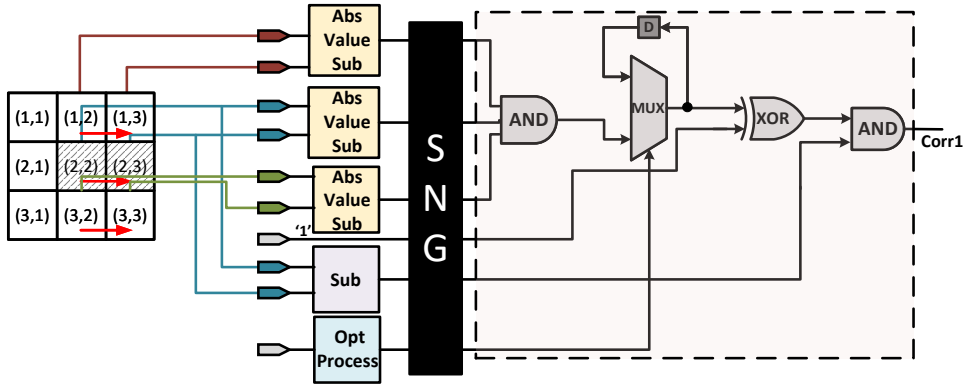 Abs
Value
Sub
D
(1,1) (1,2) (1,3)
Abs
Value
Sub
S
N
G
AND
MUX
XOR
AND
Corr1
(2,1) (2,2) (2,3)
Abs
Value
Sub
(3,1) (3,2) (3,3)
'1'
Sub
Opt
Process